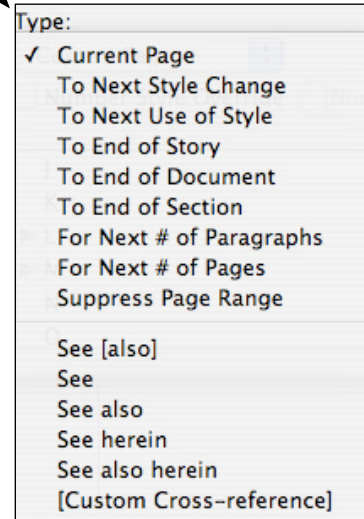 Type:
✓ Current Page
To Next Style Change
To Next Use of Style
To End of Story
To End of Document
To End of Section
For Next # of Paragraphs
For Next # of Pages
Suppress Page Range
See [also]
See
See also
See herein
See also herein
[Custom Cross-reference]